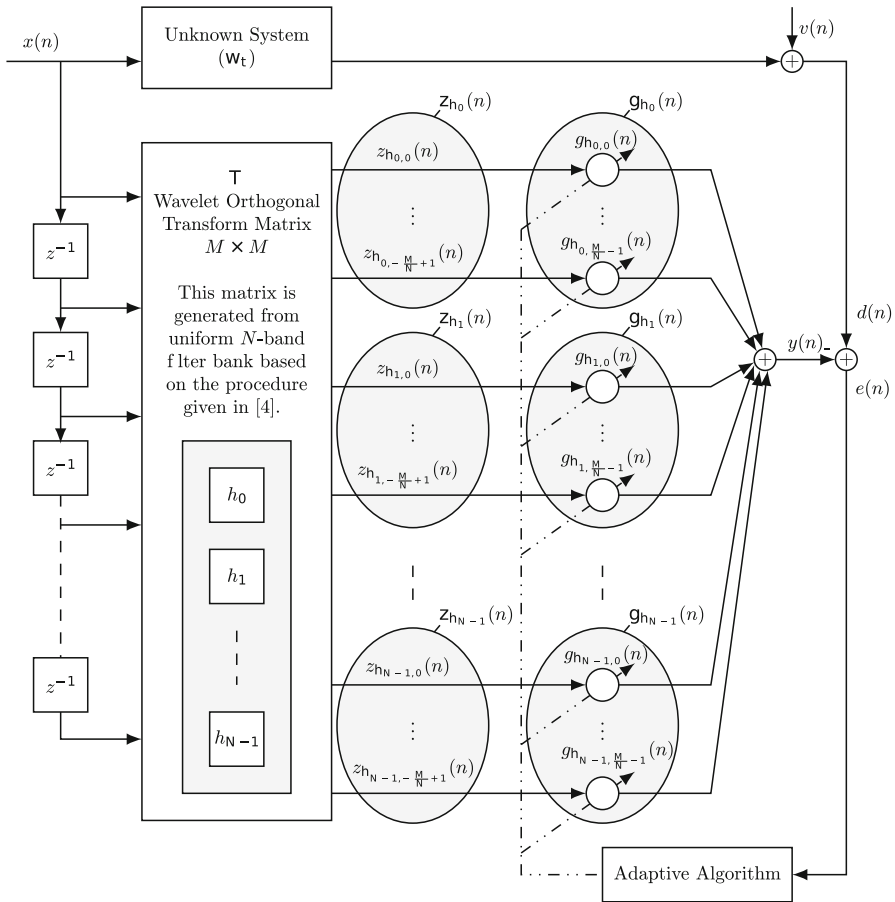 x(n)
Unknown System
(w_t)
v(n)
+
z_{h_0}(n)
g_{h_0}(n)
T
Wavelet Orthogonal
Transform Matrix
M × M
This matrix is
generated from
uniform N-band
f lter bank based
on the procedure
given in [4].
h_0
h_1
h_{N−1}
z^{−1}
z^{−1}
z^{−1}
z^{−1}
z_{h_{0,0}}(n)
⋮
z_{h_{0,−\frac{M}{N}+1}}(n)
g_{h_{0,0}}(n)
⋮
g_{h_{0,\frac{M}{N}−1}}(n)
z_{h_1}(n)
g_{h_1}(n)
z_{h_{1,0}}(n)
⋮
z_{h_{1,−\frac{M}{N}+1}}(n)
g_{h_{1,0}}(n)
⋮
g_{h_{1,\frac{M}{N}−1}}(n)
z_{h_{N−1}}(n)
g_{h_{N−1}}(n)
z_{h_{N−1,0}}(n)
⋮
z_{h_{N−1,−\frac{M}{N}+1}}(n)
g_{h_{N−1,0}}(n)
⋮
g_{h_{N−1,\frac{M}{N}−1}}(n)
+
y(n)
-
+
d(n)
e(n)
Adaptive Algorithm